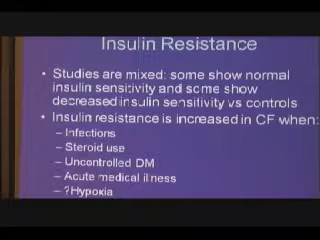 Insulin Resistance
• Studies are mixed: some show normal
insulin sensitivity and some show
decreased insulin sensitivity vs controls
• Insulin resistance is increased in CF when:
– Infections
– Steroid use
– Uncontrolled DM
– Acute medical illness
– ?Hypoxia